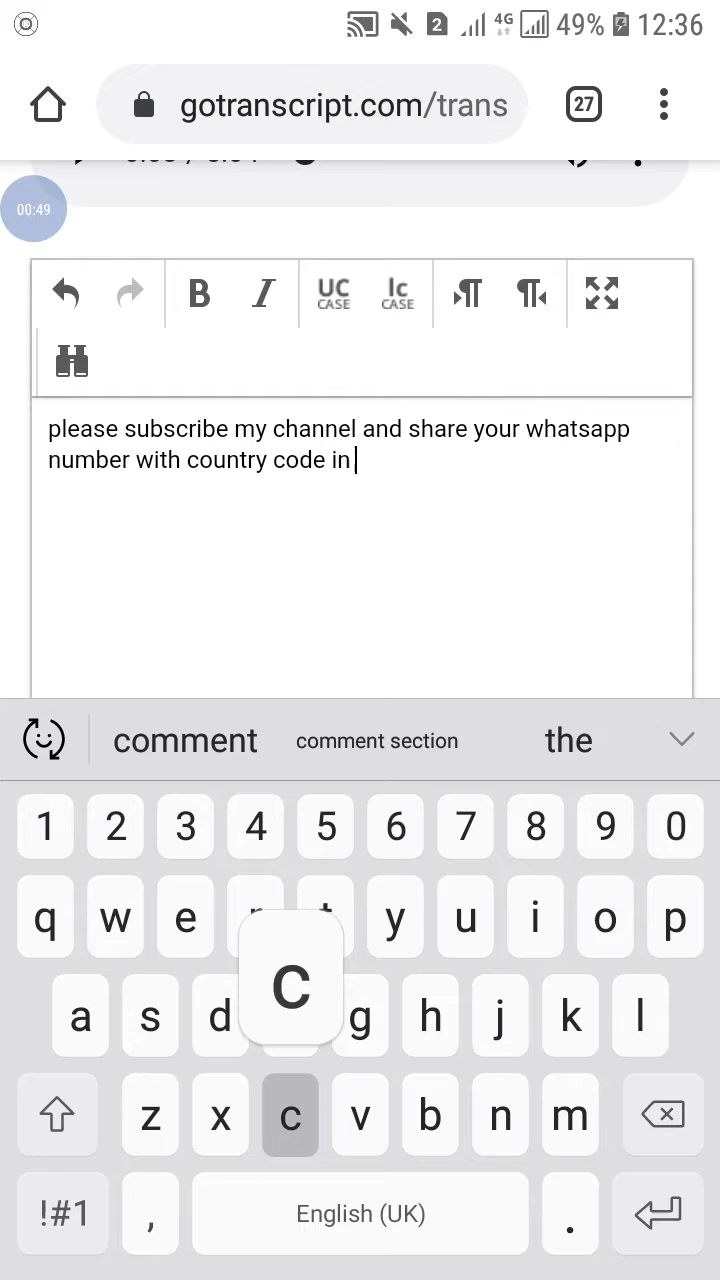 2 4G 49% 12:36
gotranscript.com/trans 27
00:49
B I UC CASE lc CASE
please subscribe my channel and share your whatsapp
number with country code in
comment comment section the
1 2 3 4 5 6 7 8 9 0
q w e r t y u i o p
a s d g h j k l
C
z x c v b n m
!#1 , English (UK) .